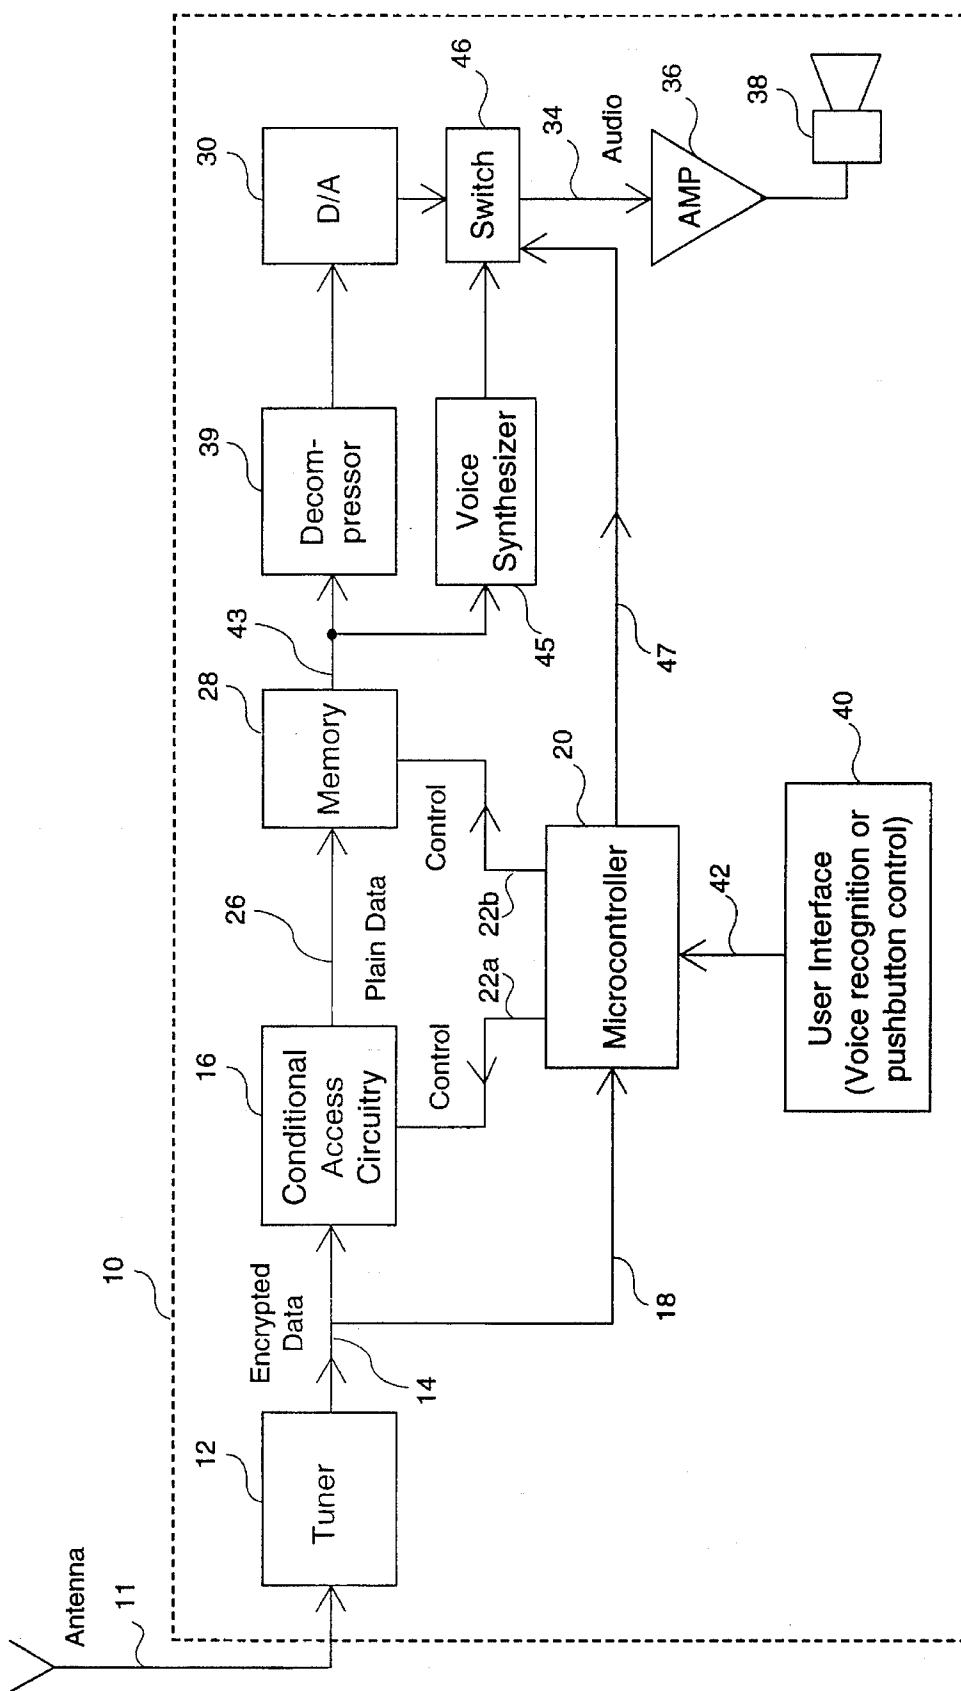 Antenna
11
10
12
Tuner
Encrypted
Data
14
16
Conditional
Access
Circuitry
18
26
Plain Data
Control
22a
Control
22b
28
Memory
43
20
Microcontroller
42
40
User Interface
(Voice recognition or
pushbutton control)
39
Decom-
pressor
45
Voice
Synthesizer
47
30
D/A
46
Switch
34
Audio
36
AMP
38